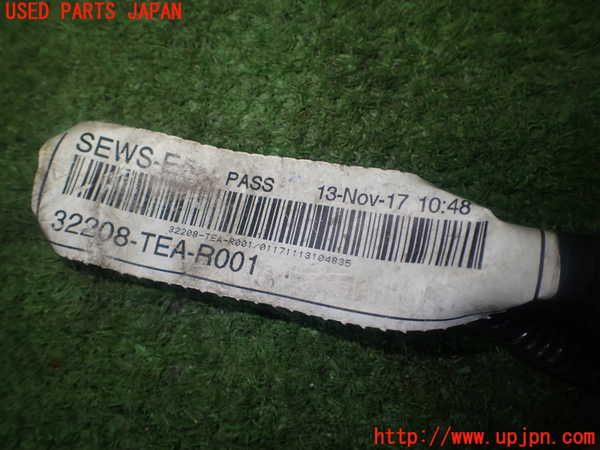 USED PARTS JAPAN
SEWS-E
PASS 13-Nov-17 10:48
32208-TEA-R001/01171113104835
32208-TEA-R001
http://www.upjpn.com/